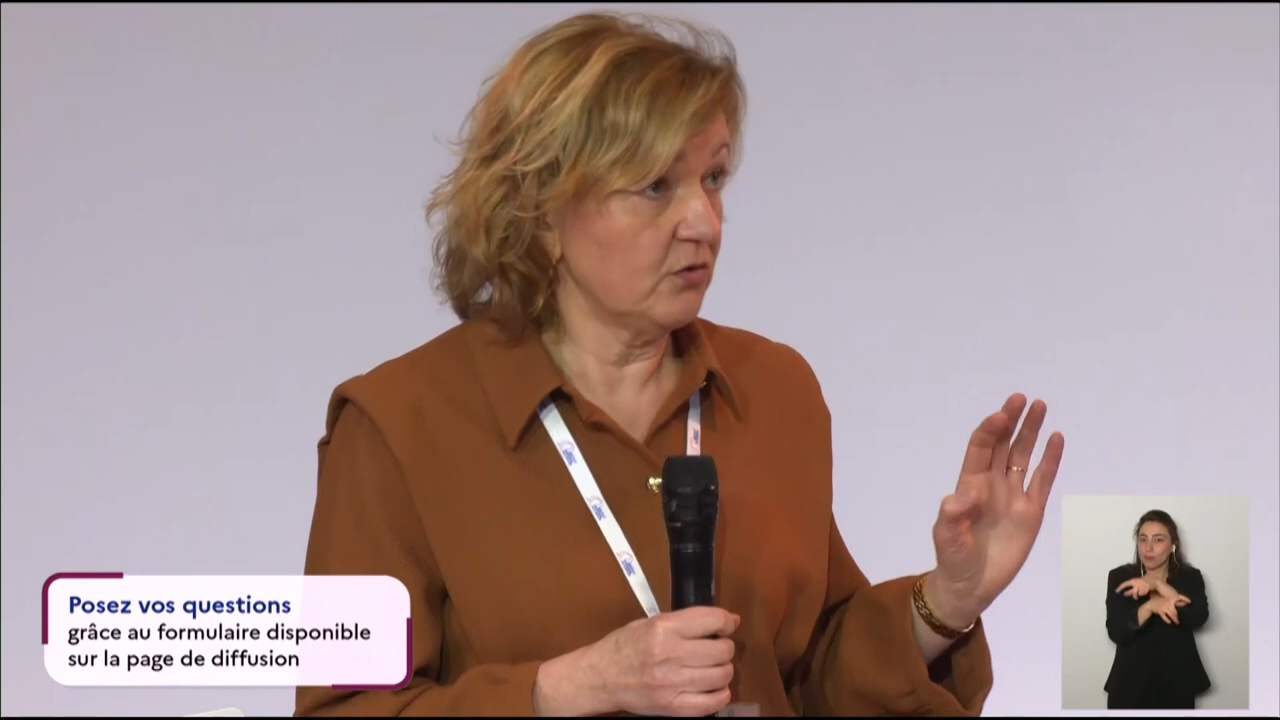 Posez vos questions
grâce au formulaire disponible
sur la page de diffusion